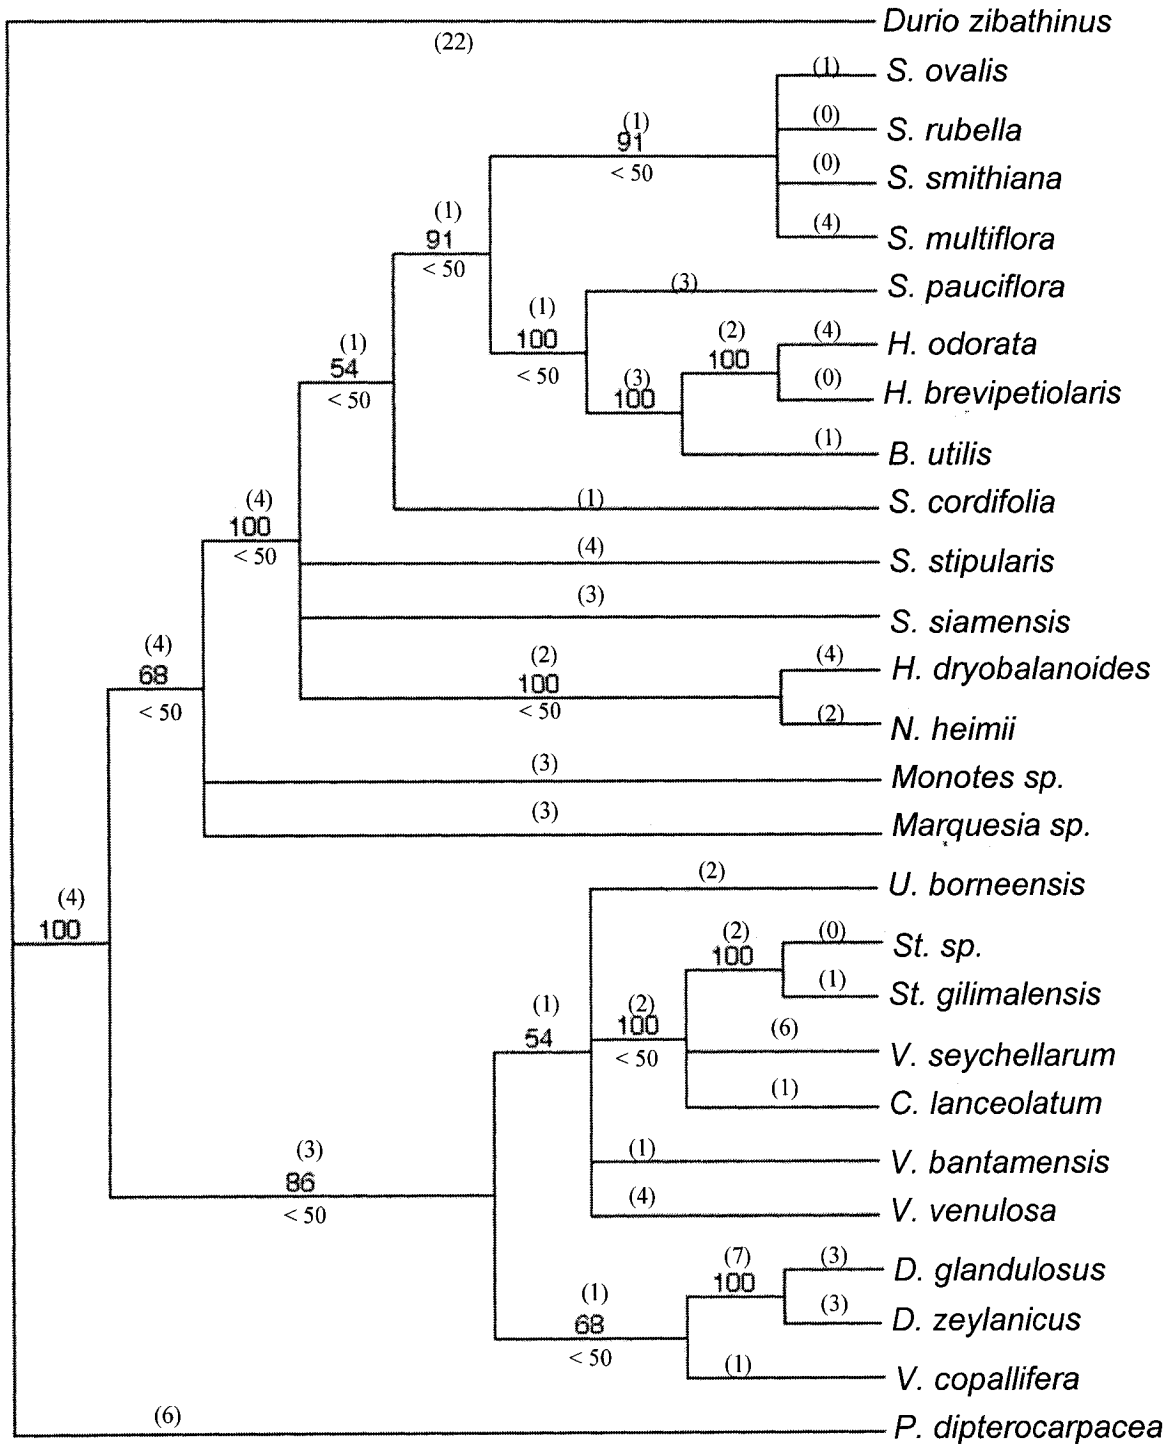 Durio zibathinus
(22)
S. ovalis
(1)
S. rubella
(0)
(1)
91
< 50
S. smithiana
(0)
S. multiflora
(4)
(1)
91
< 50
S. pauciflora
(3)
(1)
100
< 50
H. odorata
(4)
(2)
100
H. brevipetiolaris
(0)
(3)
100
B. utilis
(1)
(1)
54
< 50
S. cordifolia
(1)
(4)
100
< 50
S. stipularis
(4)
S. siamensis
(3)
H. dryobalanoides
(4)
(2)
100
< 50
N. heimii
(2)
(4)
68
< 50
Monotes sp.
(3)
Marquesia sp.
(3)
U. borneensis
(2)
(4)
100
St. sp.
(0)
(2)
100
St. gilimalensis
(1)
(1)
54
(2)
100
< 50
V. seychellarum
(6)
C. lanceolatum
(1)
V. bantamensis
(1)
(3)
86
< 50
V. venulosa
(4)
D. glandulosus
(3)
(7)
100
D. zeylanicus
(3)
(1)
68
< 50
V. copallifera
(1)
P. dipterocarpacea
(6)